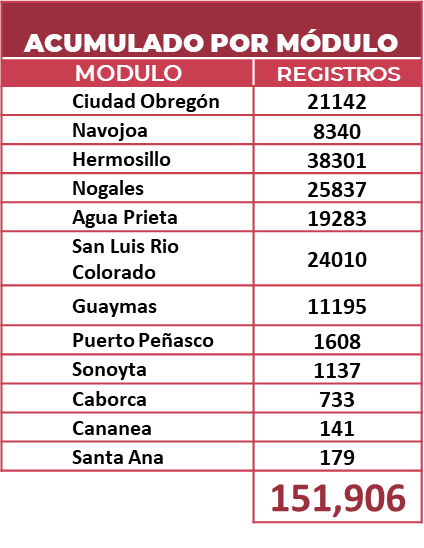 ACUMULADO POR MÓDULO
MODULO REGISTROS
Ciudad Obregón 21142
Navojoa 8340
Hermosillo 38301
Nogales 25837
Agua Prieta 19283
San Luis Rio
Colorado 24010
Guaymas 11195
Puerto Peñasco 1608
Sonoyta 1137
Caborca 733
Cananea 141
Santa Ana 179
151,906